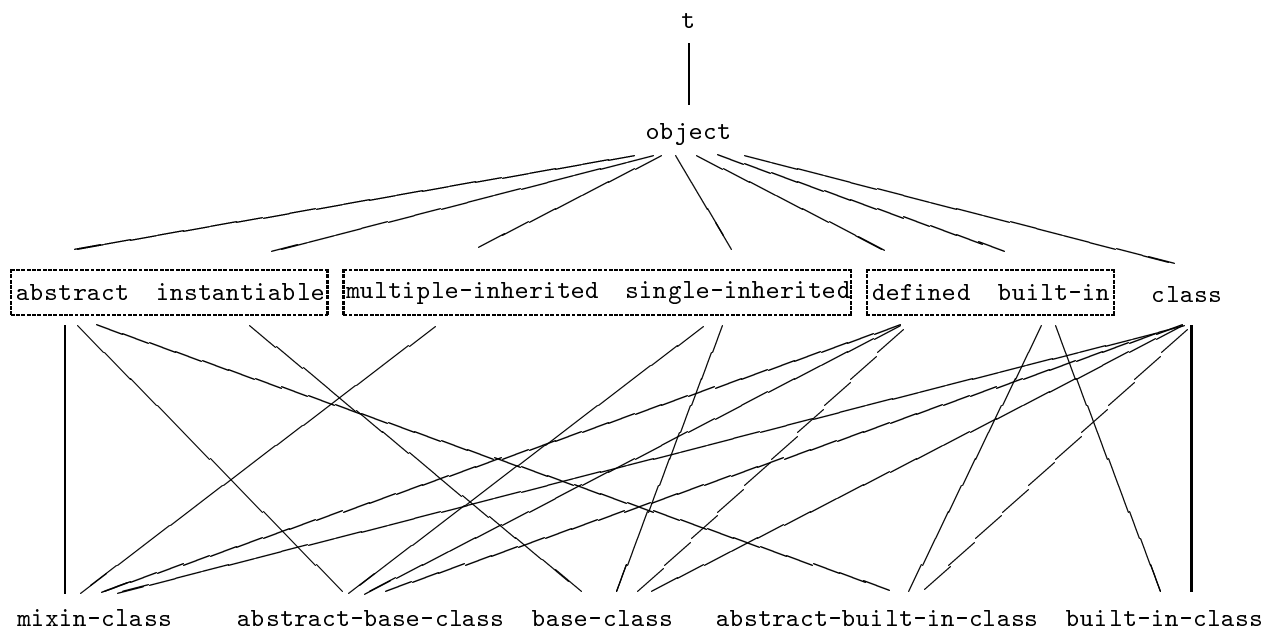 t
object
abstract instantiable multiple-inherited single-inherited defined built-in class
mixin-class abstract-base-class base-class abstract-built-in-class built-in-class